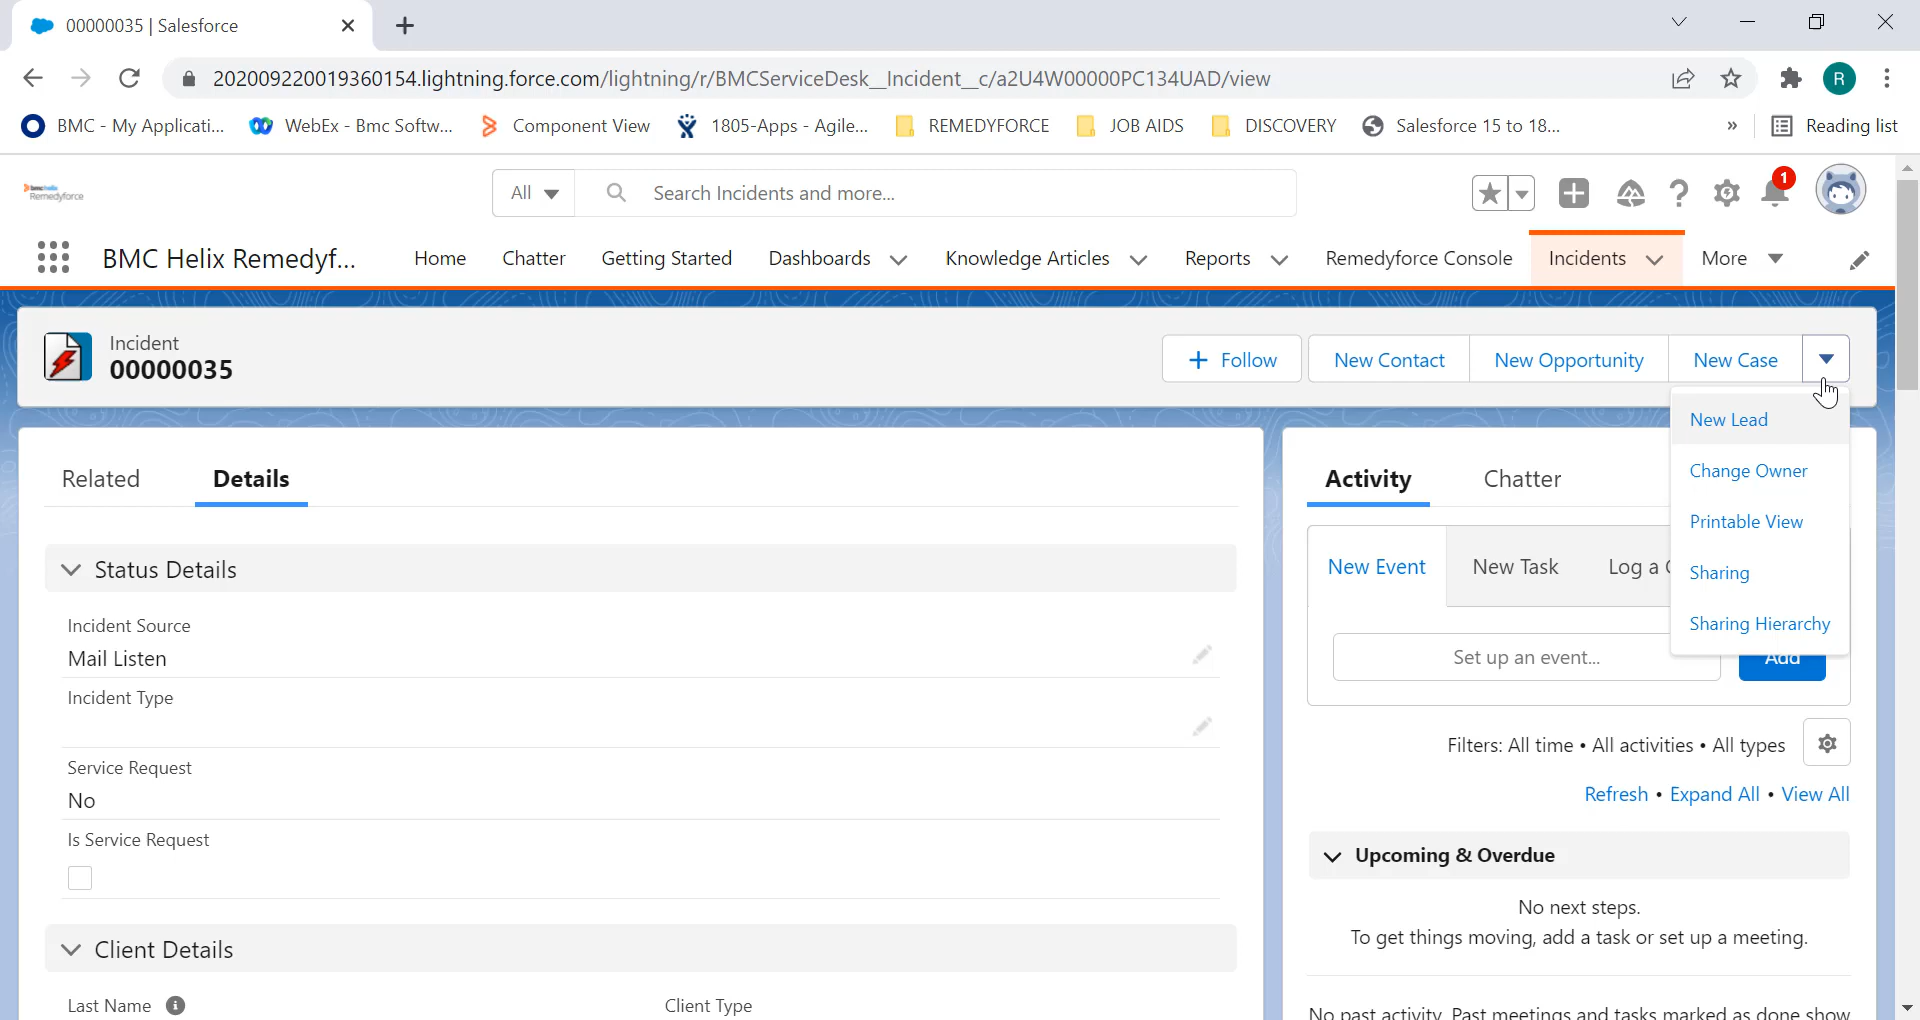 00000035 | Salesforce
202009220019360154.lightning.force.com/lightning/r/BMCServiceDesk__Incident__c/a2U4W00000PC134UAD/view
R
BMC - My Applicati...
WebEx - Bmc Softw...
Component View
1805-Apps - Agile...
REMEDYFORCE
JOB AIDS
DISCOVERY
Salesforce 15 to 18...
»
Reading list
bmc helix
Remedyforce
All
Search Incidents and more...
1
BMC Helix Remedyf...
Home
Chatter
Getting Started
Dashboards
Knowledge Articles
Reports
Remedyforce Console
Incidents
More
Incident
00000035
+ Follow
New Contact
New Opportunity
New Case
New Lead
Change Owner
Printable View
Sharing
Sharing Hierarchy
Related
Details
Status Details
Incident Source
Mail Listen
Incident Type
Service Request
No
Is Service Request
Client Details
Last Name
Client Type
Activity
Chatter
New Event
New Task
Log a C
Set up an event...
Add
Filters: All time • All activities • All types
Refresh • Expand All • View All
Upcoming & Overdue
No next steps.
To get things moving, add a task or set up a meeting.
No past activity. Past meetings and tasks marked as done show